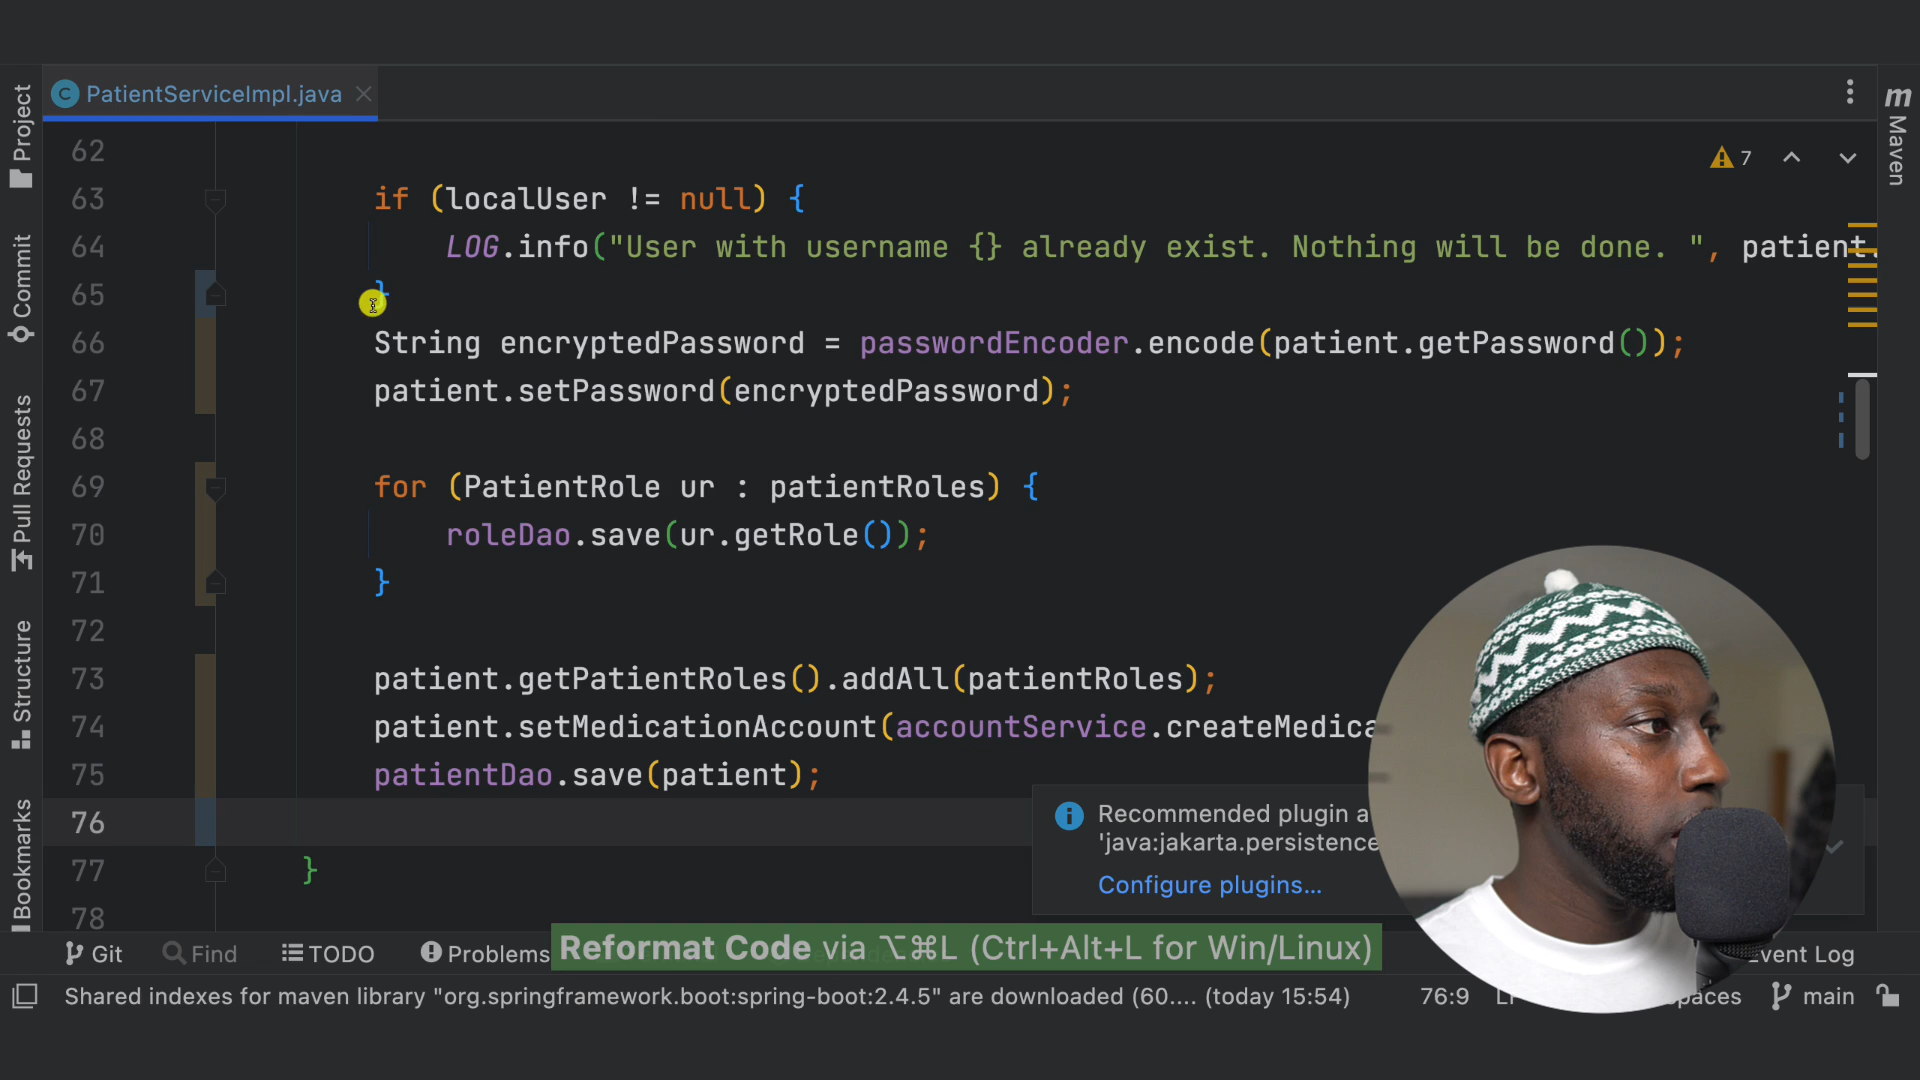 PatientServiceImpl.java
m Maven
Project
Commit
Pull Requests
Structure
Bookmarks
7
62
63 if (localUser != null) {
64 LOG.info("User with username {} already exist. Nothing will be done. ", patient.
65 }
66 String encryptedPassword = passwordEncoder.encode(patient.getPassword());
67 patient.setPassword(encryptedPassword);
68
69 for (PatientRole ur : patientRoles) {
70 roleDao.save(ur.getRole());
71 }
72
73 patient.getPatientRoles().addAll(patientRoles);
74 patient.setMedicationAccount(accountService.createMedica
75 patientDao.save(patient);
76
77 }
78
Recommended plugin a
'java:jakarta.persistence
Configure plugins...
Git Find TODO Problems Event Log
Reformat Code via ⌥⌘L (Ctrl+Alt+L for Win/Linux)
Shared indexes for maven library "org.springframework.boot:spring-boot:2.4.5" are downloaded (60.... (today 15:54) 76:9 main